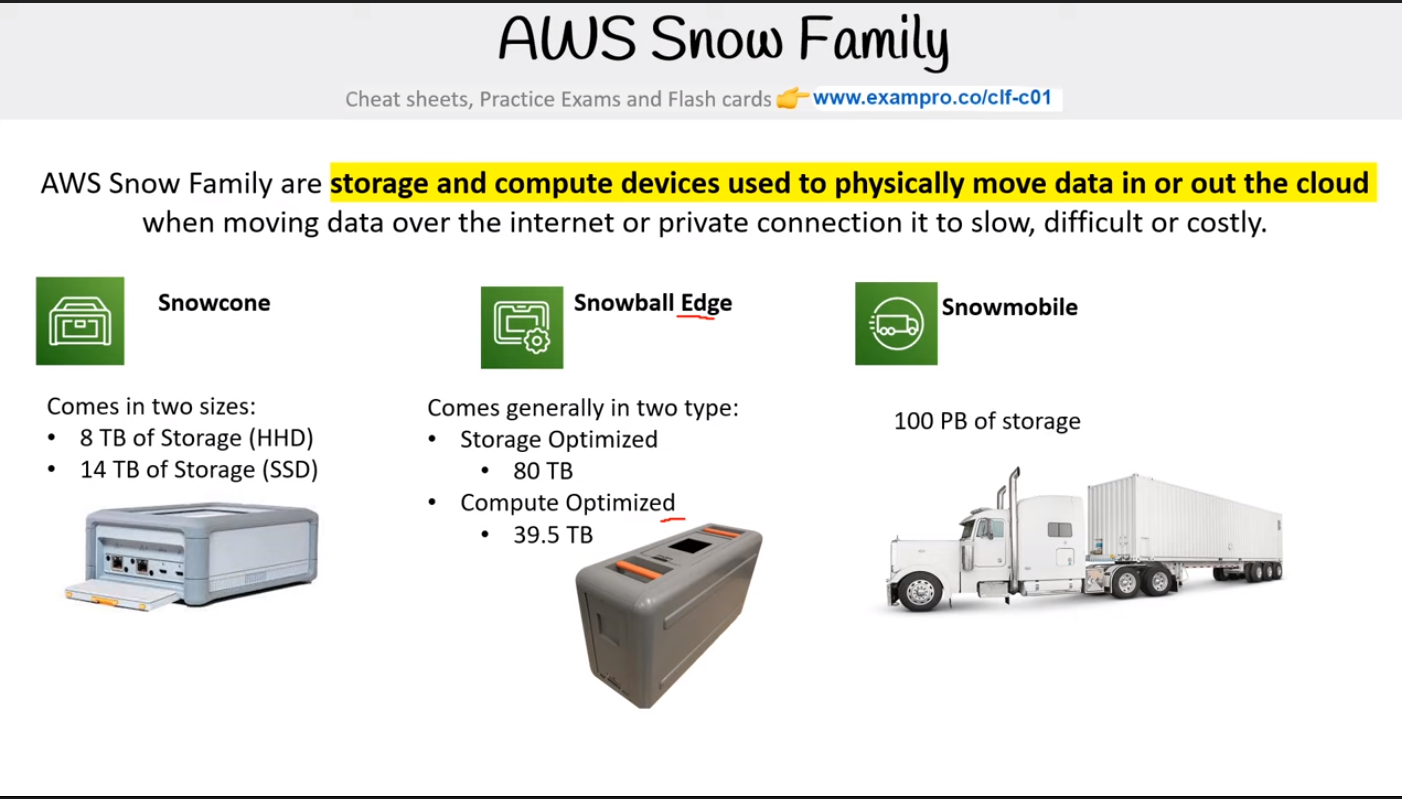 AWS Snow Family
Cheat sheets, Practice Exams and Flash cards 👉 www.exampro.co/clf-c01
AWS Snow Family are storage and compute devices used to physically move data in or out the cloud
when moving data over the internet or private connection it to slow, difficult or costly.
Snowcone
Comes in two sizes:
• 8 TB of Storage (HHD)
• 14 TB of Storage (SSD)
Snowball Edge
Comes generally in two type:
• Storage Optimized
• 80 TB
• Compute Optimized
• 39.5 TB
Snowmobile
100 PB of storage